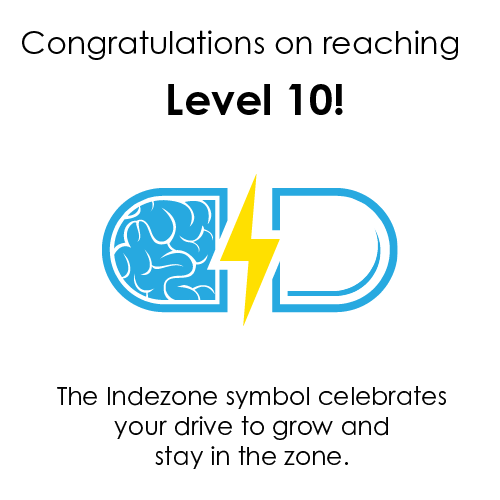 Congratulations on reaching
Level 10!
The Indezone symbol celebrates
your drive to grow and
stay in the zone.